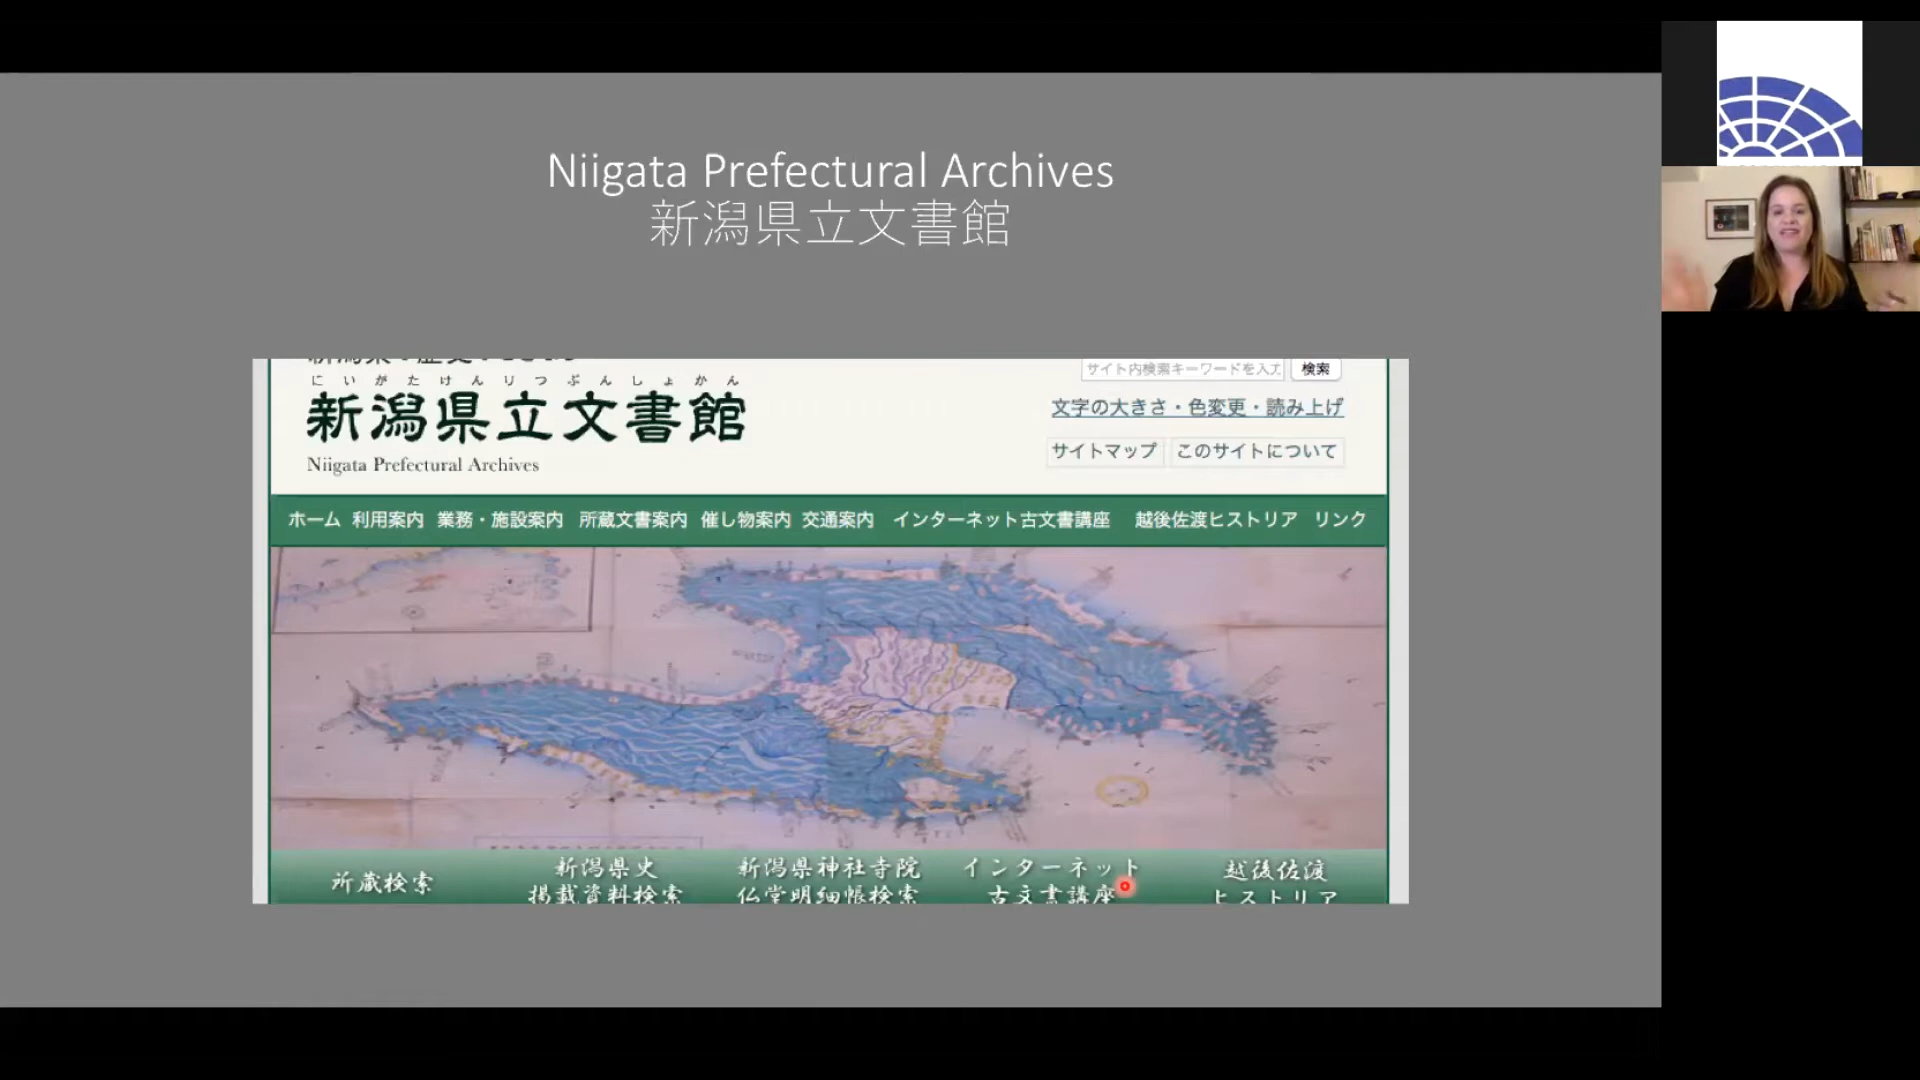 Niigata Prefectural Archives
新潟県立文書館
にいがたけんりつぶんしょかん
新潟県立文書館
Niigata Prefectural Archives
サイト内検索キーワードを入力
検索
文字の大きさ・色変更・読み上げ
サイトマップ
このサイトについて
ホーム 利用案内 業務・施設案内 所蔵文書案内 催し物案内 交通案内 インターネット古文書講座 越後佐渡ヒストリア リンク
所蔵検索
新潟県史
掲載資料検索
新潟県神社寺院
仏堂明細帳検索
インターネット
古文書講座
越後佐渡
ヒストリア